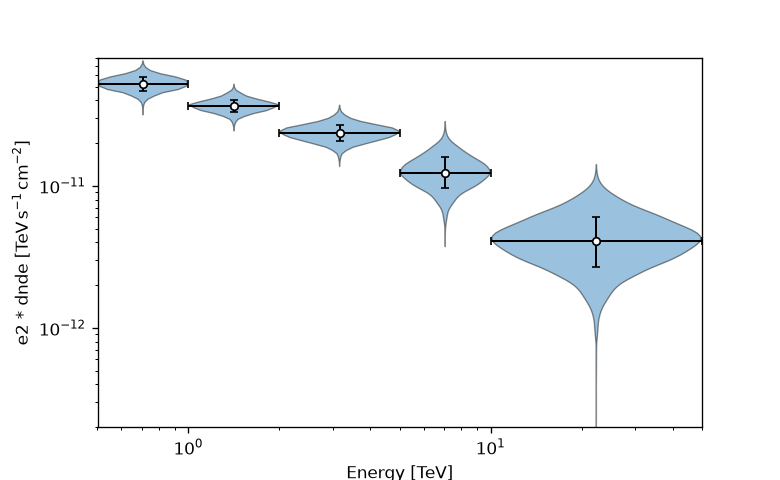 e2 * dnde [TeV s⁻¹ cm⁻²]
10⁻¹¹
10⁻¹²
10⁰ 10¹
Energy [TeV]